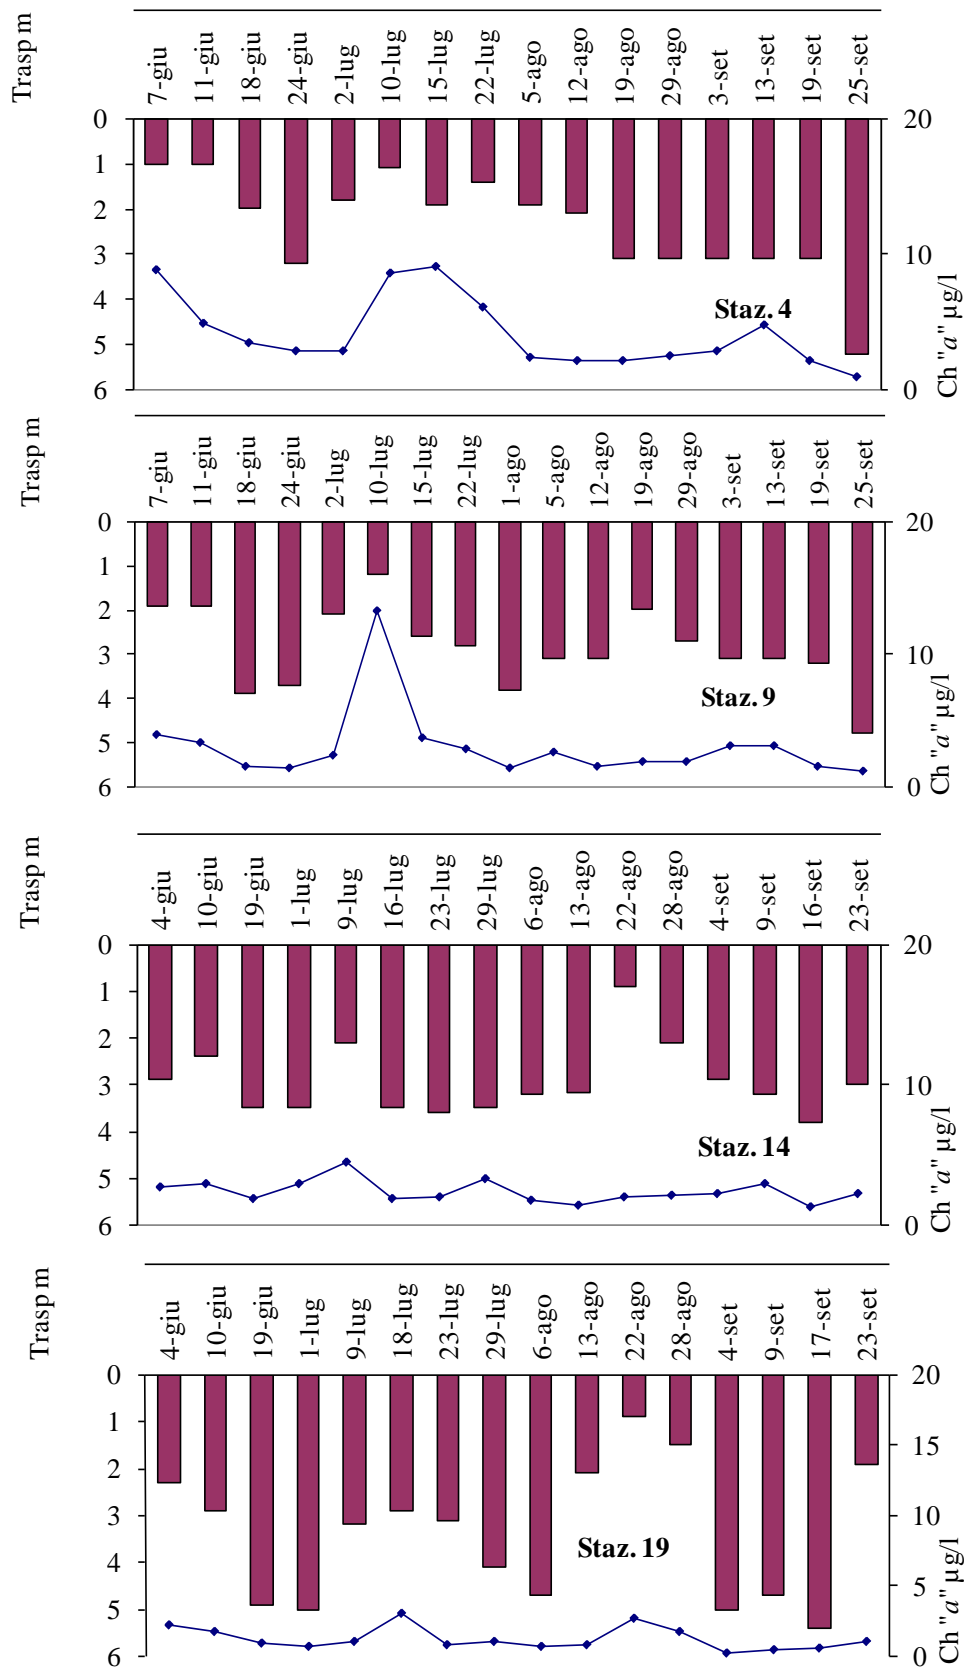 Trasp m
7-giu 11-giu 18-giu 24-giu 2-lug 10-lug 15-lug 22-lug 5-ago 12-ago 19-ago 29-ago 3-set 13-set 19-set 25-set
0 20
1
2
3 10
4
Staz. 4
5
6 0
Ch "a" µg/l
Trasp m
7-giu 11-giu 18-giu 24-giu 2-lug 10-lug 15-lug 22-lug 1-ago 5-ago 12-ago 19-ago 29-ago 3-set 13-set 19-set 25-set
0 20
1
2
3 10
4
Staz. 9
5
6 0
Ch "a" µg/l
Trasp m
4-giu 10-giu 19-giu 1-lug 9-lug 16-lug 23-lug 29-lug 6-ago 13-ago 22-ago 28-ago 4-set 9-set 16-set 23-set
0 20
1
2
3 10
4
Staz. 14
5
6 0
Ch "a" µg/l
Trasp m
4-giu 10-giu 19-giu 1-lug 9-lug 18-lug 23-lug 29-lug 6-ago 13-ago 22-ago 28-ago 4-set 9-set 17-set 23-set
0 20
1
15
2
3 10
Staz. 19
4
5
5
6 0
Ch "a" µg/l